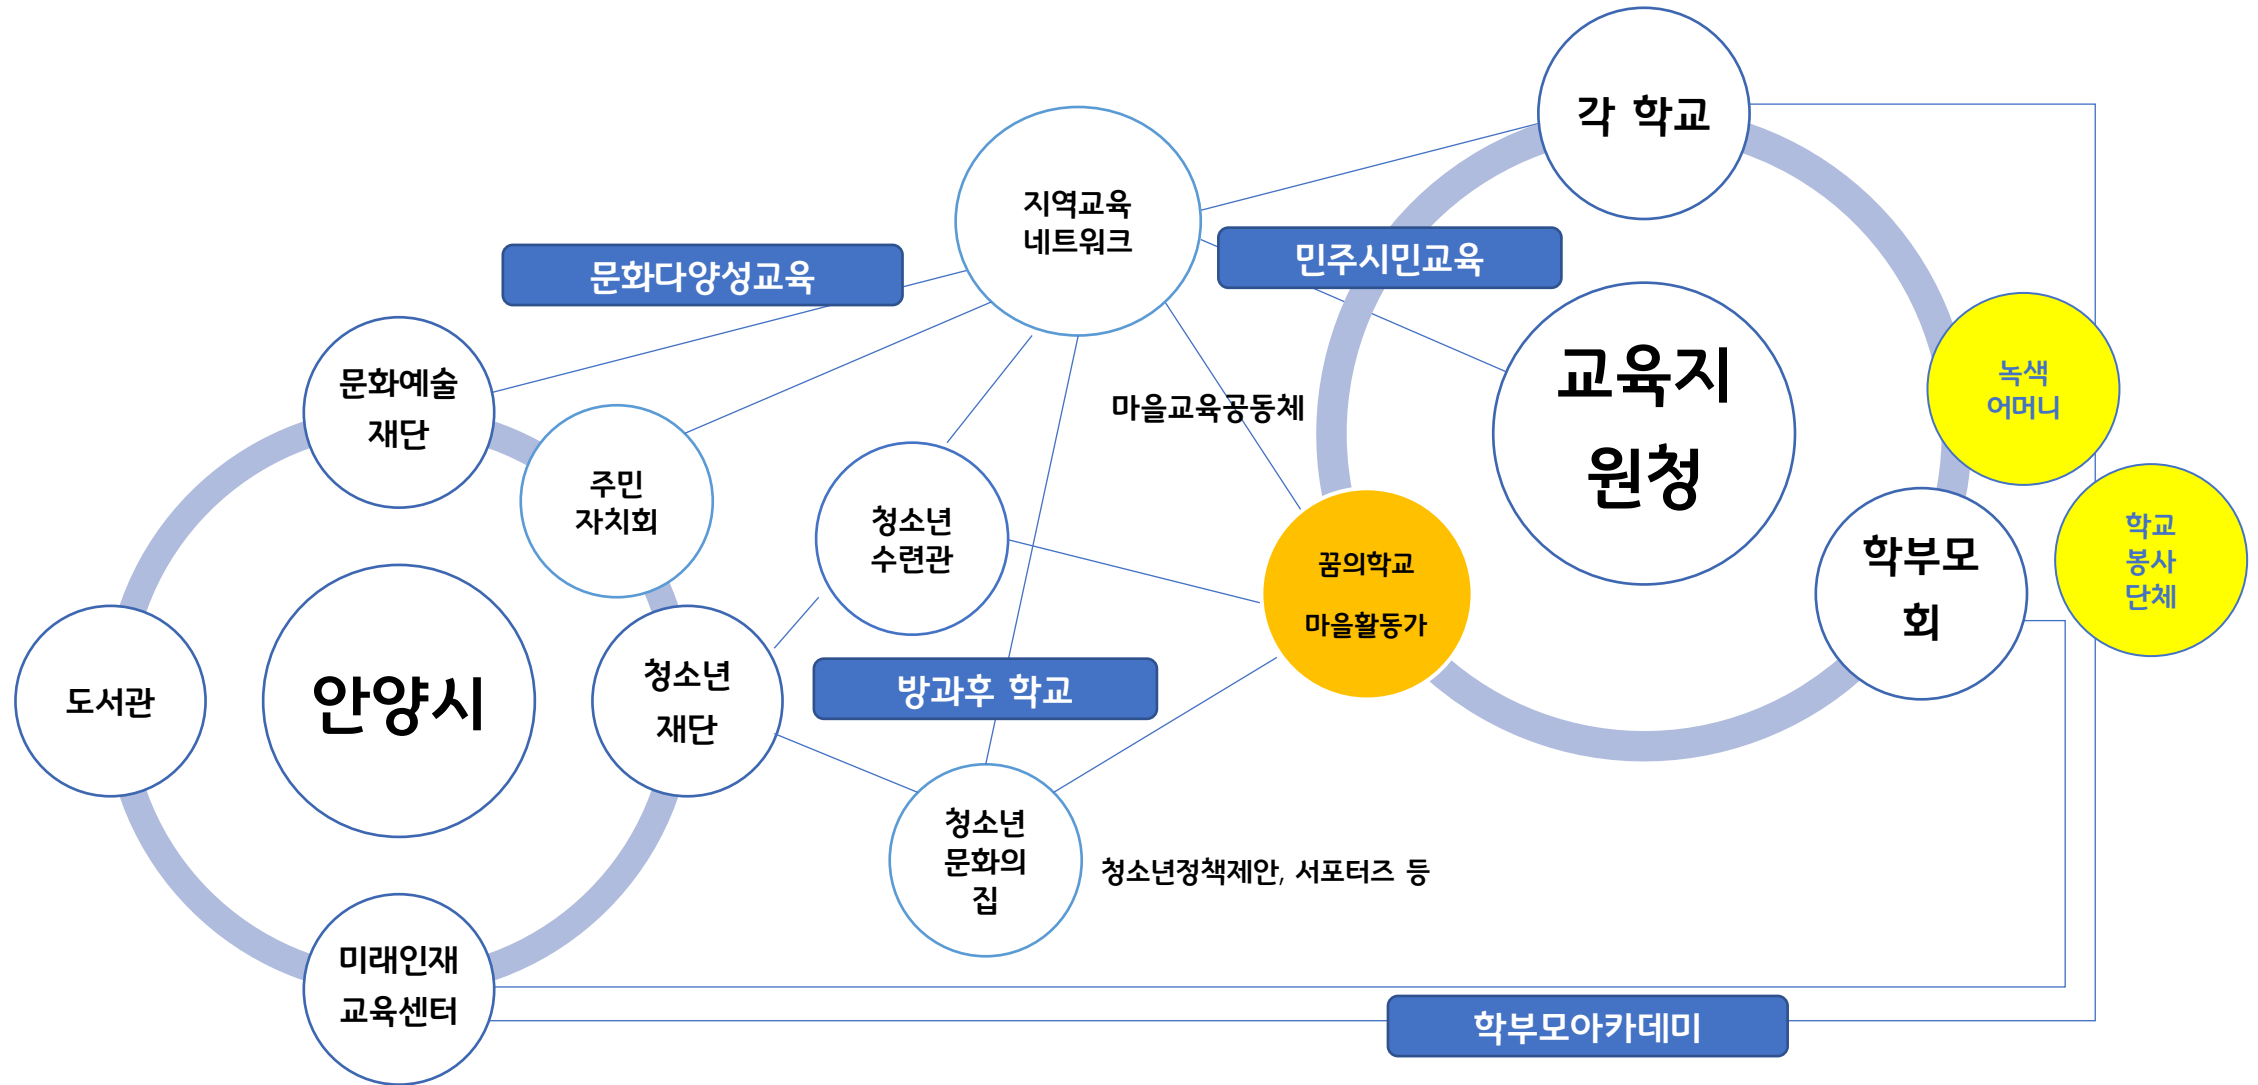 각 학교
지역교육
네트워크
문화다양성교육
민주시민교육
문화예술
재단
주민
자치회
마을교육공동체
교육지
원청
녹색
어머니
청소년
수련관
꿈의학교
마을활동가
학부모
회
학교
봉사
단체
도서관
안양시
청소년
재단
방과후 학교
청소년
문화의
집
청소년정책제안, 서포터즈 등
미래인재
교육센터
학부모아카데미